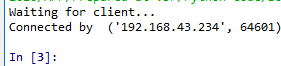 Waiting for client...
Connected by  ('192.168.43.234', 64601)
In [3]: